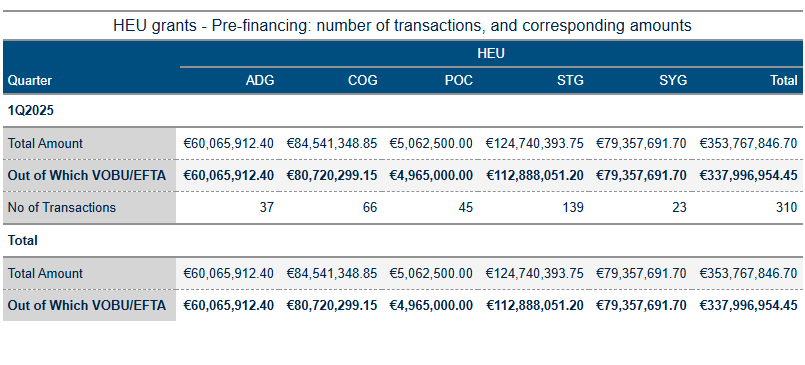 HEU grants - Pre-financing: number of transactions, and corresponding amounts
HEU
Quarter ADG COG POC STG SYG Total
1Q2025
Total Amount €60,065,912.40 €84,541,348.85 €5,062,500.00 €124,740,393.75 €79,357,691.70 €353,767,846.70
Out of Which VOBU/EFTA €60,065,912.40 €80,720,299.15 €4,965,000.00 €112,888,051.20 €79,357,691.70 €337,996,954.45
No of Transactions 37 66 45 139 23 310
Total
Total Amount €60,065,912.40 €84,541,348.85 €5,062,500.00 €124,740,393.75 €79,357,691.70 €353,767,846.70
Out of Which VOBU/EFTA €60,065,912.40 €80,720,299.15 €4,965,000.00 €112,888,051.20 €79,357,691.70 €337,996,954.45